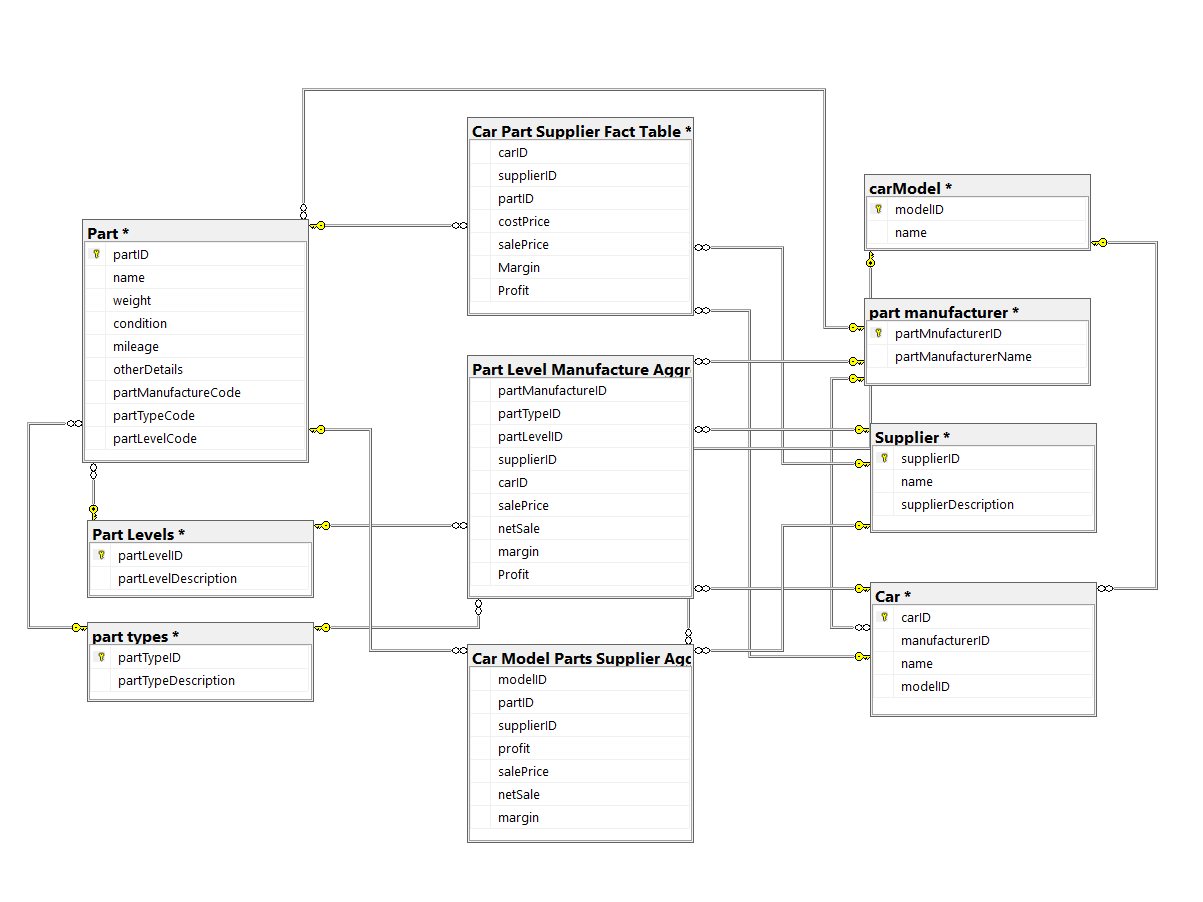 Car Part Supplier Fact Table *
carID
supplierID
partID
costPrice
salePrice
Margin
Profit
carModel *
modelID
name
Part *
partID
name
weight
condition
mileage
otherDetails
partManufactureCode
partTypeCode
partLevelCode
part manufacturer *
partMnufacturerID
partManufacturerName
Part Level Manufacture Aggr
partManufactureID
partTypeID
partLevelID
supplierID
carID
salePrice
netSale
margin
Profit
Supplier *
supplierID
name
supplierDescription
Part Levels *
partLevelID
partLevelDescription
Car *
carID
manufacturerID
name
modelID
part types *
partTypeID
partTypeDescription
Car Model Parts Supplier Agg
modelID
partID
supplierID
profit
salePrice
netSale
margin